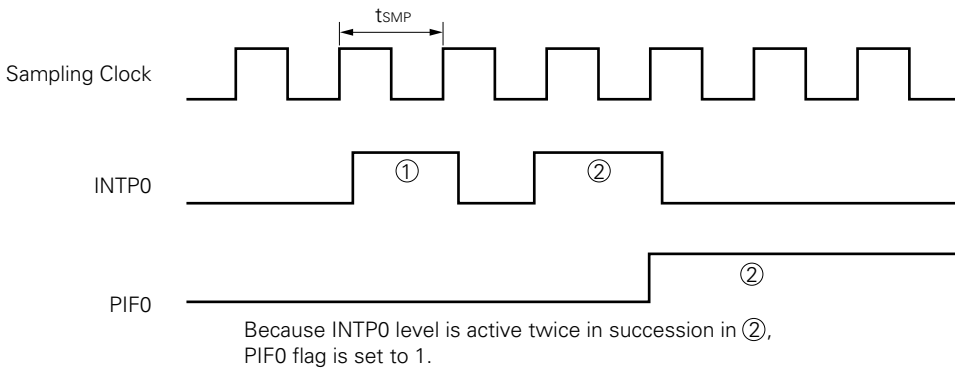 tSMP
Sampling Clock
INTP0
①
②
PIF0
②
Because INTP0 level is active twice in succession in ②,
PIF0 flag is set to 1.